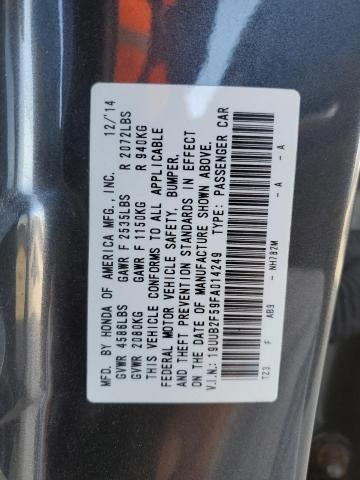 MFD. BY HONDA OF AMERICA MFG., INC. 12/'14
GVWR 4586LBS GAWR F 2535LBS R 2072LBS
GVWR 2080KG GAWR F 1150KG R 940KG
THIS VEHICLE CONFORMS TO ALL APPLICABLE
FEDERAL MOTOR VEHICLE SAFETY, BUMPER,
AND THEFT PREVENTION STANDARDS IN EFFECT
ON THE DATE OF MANUFACTURE SHOWN ABOVE.
V.I.N.: 19UUB2F59FA014249 TYPE: PASSENGER CAR
TZ3 F AB9 - NH782M - A - A